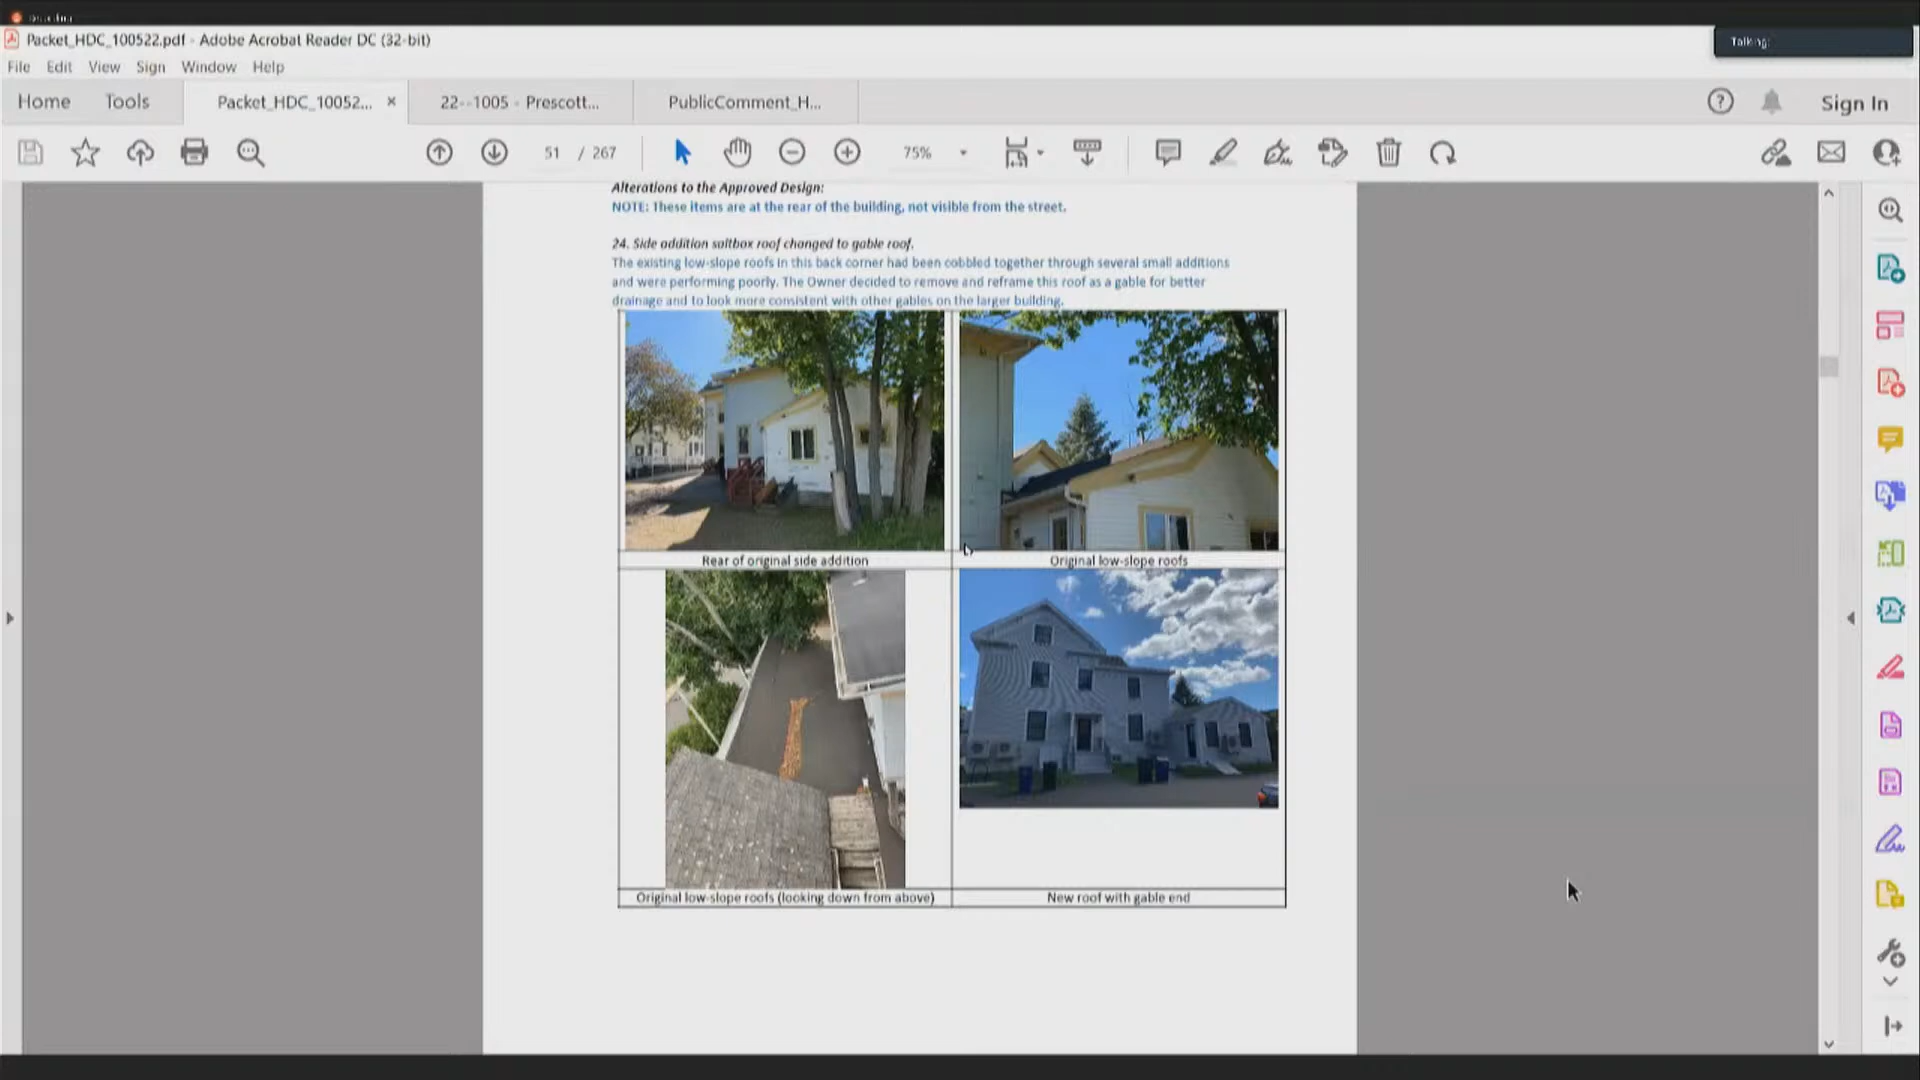 Packet_HDC_100522.pdf - Adobe Acrobat Reader DC (32-bit)
Talking:
File Edit View Sign Window Help
Home Tools Packet_HDC_10052... × 22--1005 - Prescott... PublicComment_H... Sign In
51 / 267 75%
Alterations to the Approved Design:
NOTE: These items are at the rear of the building, not visible from the street.
24. Side addition saltbox roof changed to gable roof.
The existing low-slope roofs in this back corner had been cobbled together through several small additions
and were performing poorly. The Owner decided to remove and reframe this roof as a gable for better
drainage and to look more consistent with other gables on the larger building.
Rear of original side addition Original low-slope roofs
Original low-slope roofs (looking down from above) New roof with gable end